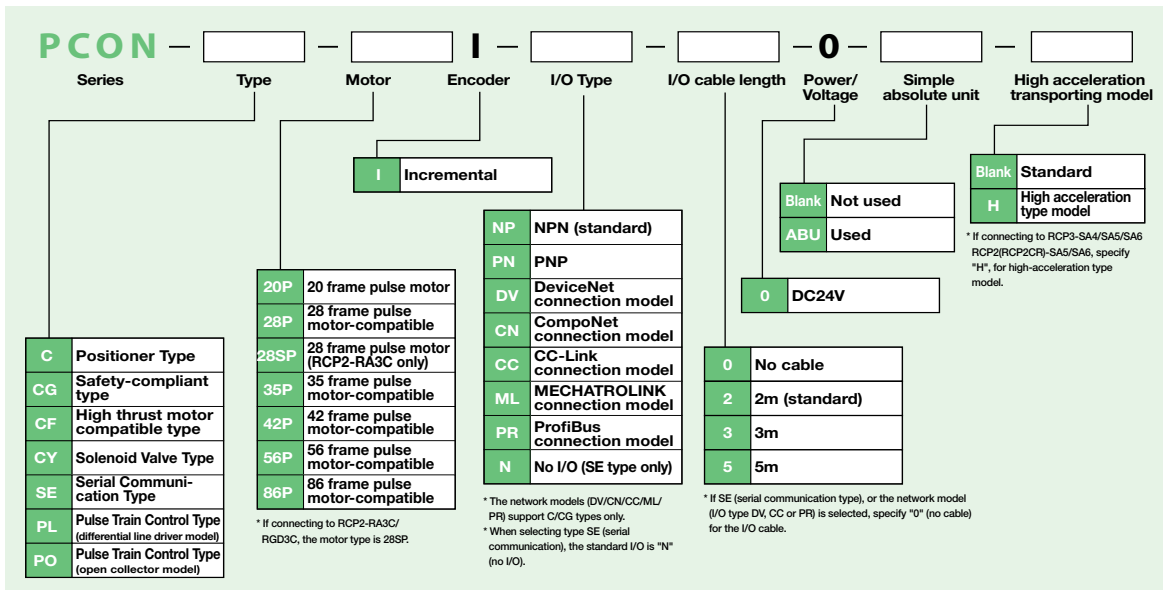 PCON — — I — — — 0 — —
Series
Type
Motor
Encoder
I/O Type
I/O cable length
Power/
Voltage
Simple
absolute unit
High acceleration
transporting model
C Positioner Type
CG Safety-compliant
type
CF High thrust motor
compatible type
CY Solenoid Valve Type
SE Serial Communi-
cation Type
PL Pulse Train Control Type
(differential line driver model)
PO Pulse Train Control Type
(open collector model)
20P 20 frame pulse motor
28P 28 frame pulse
motor-compatible
28SP 28 frame pulse motor
(RCP2-RA3C only)
35P 35 frame pulse
motor-compatible
42P 42 frame pulse
motor-compatible
56P 56 frame pulse
motor-compatible
86P 86 frame pulse
motor-compatible
* If connecting to RCP2-RA3C/
RGD3C, the motor type is 28SP.
I Incremental
NP NPN (standard)
PN PNP
DV DeviceNet
connection model
CN CompoNet
connection model
CC CC-Link
connection model
ML MECHATROLINK
connection model
PR ProfiBus
connection model
N No I/O (SE type only)
* The network models (DV/CN/CC/ML/
PR) support C/CG types only.
* When selecting type SE (serial
communication), the standard I/O is "N"
(no I/O).
0 No cable
2 2m (standard)
3 3m
5 5m
* If SE (serial communication type), or the network model
(I/O type DV, CC or PR) is selected, specify "0" (no cable)
for the I/O cable.
0 DC24V
Blank Not used
ABU Used
Blank Standard
H High acceleration
type model
* If connecting to RCP3-SA4/SA5/SA6
RCP2(RCP2CR)-SA5/SA6, specify
"H", for high-acceleration type
model.